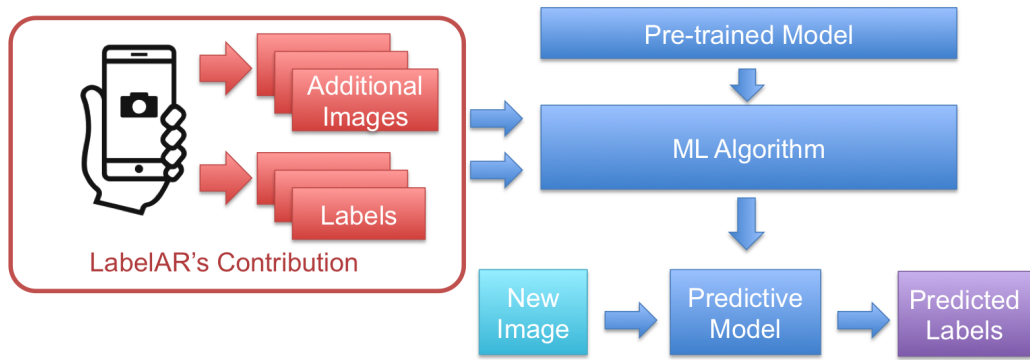 Additional
Images
Labels
LabelAR's Contribution
Pre-trained Model
ML Algorithm
New
Image
Predictive
Model
Predicted
Labels